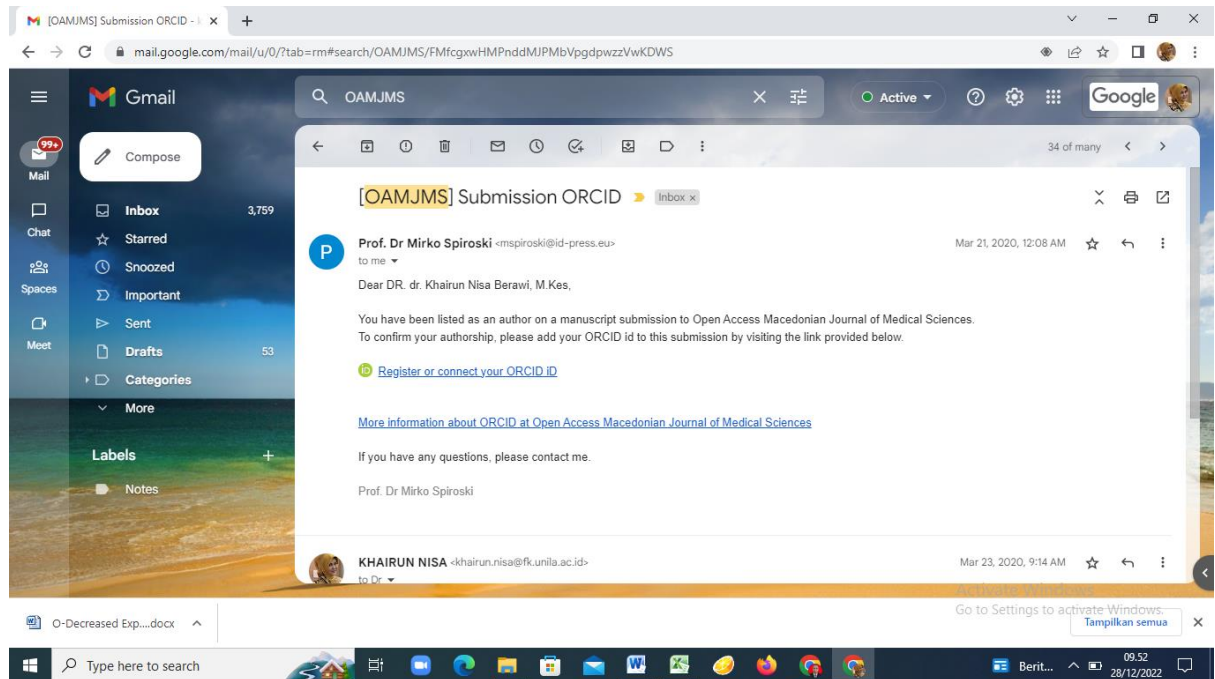 [OAMJMS] Submission ORCID - k
mail.google.com/mail/u/0/?tab=rm#search/OAMJMS/FMfcgxwHMPnddMJPMbVpgdpwzzVwKDWS
Gmail
OAMJMS
Active
Google
99+
Mail
Compose
34 of many
[OAMJMS] Submission ORCID
Inbox x
Inbox 3,759
Chat
Starred
Prof. Dr Mirko Spiroski <mspiroski@id-press.eu>
Mar 21, 2020, 12:08 AM
to me
Snoozed
Spaces
Dear DR. dr. Khairun Nisa Berawi, M.Kes,
Important
Sent
You have been listed as an author on a manuscript submission to Open Access Macedonian Journal of Medical Sciences.
To confirm your authorship, please add your ORCID id to this submission by visiting the link provided below.
Meet
Drafts 53
iD Register or connect your ORCID iD
Categories
More
More information about ORCID at Open Access Macedonian Journal of Medical Sciences
Labels +
If you have any questions, please contact me.
Notes
Prof. Dr Mirko Spiroski
KHAIRUN NISA <khairun.nisa@fk.unila.ac.id>
Mar 23, 2020, 9:14 AM
to Dr
Activate Windows
Go to Settings to activate Windows.
O-Decreased Exp....docx
Tampilkan semua
Type here to search
Berit...
09.52
28/12/2022